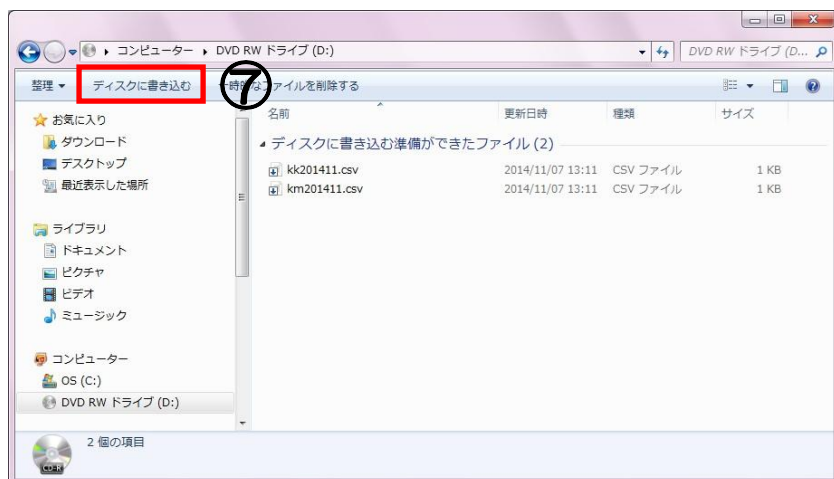 コンピューター ▸ DVD RW ドライブ (D:)
DVD RW ドライブ (D...
整理 ディスクに書き込む ⑦ 一時的なファイルを削除する
お気に入り
ダウンロード
デスクトップ
最近表示した場所
ライブラリ
ドキュメント
ピクチャ
ビデオ
ミュージック
コンピューター
OS (C:)
DVD RW ドライブ (D:)
名前 更新日時 種類 サイズ
ディスクに書き込む準備ができたファイル (2)
kk201411.csv 2014/11/07 13:11 CSV ファイル 1 KB
km201411.csv 2014/11/07 13:11 CSV ファイル 1 KB
2 個の項目
CD-R